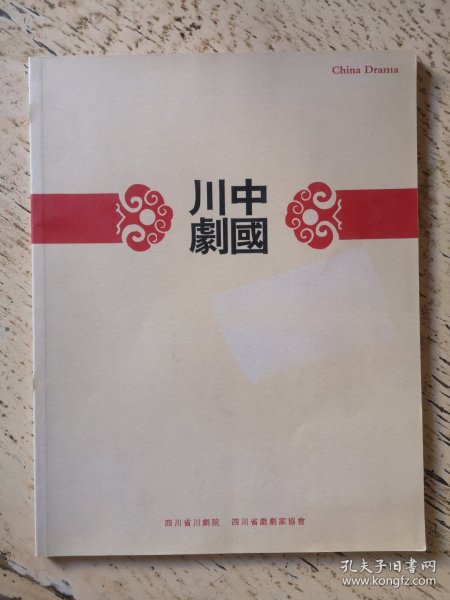 China Drama
中國
川劇
四川省川劇院 四川省戲劇家協會
孔夫子旧书网
www.kongfz.com